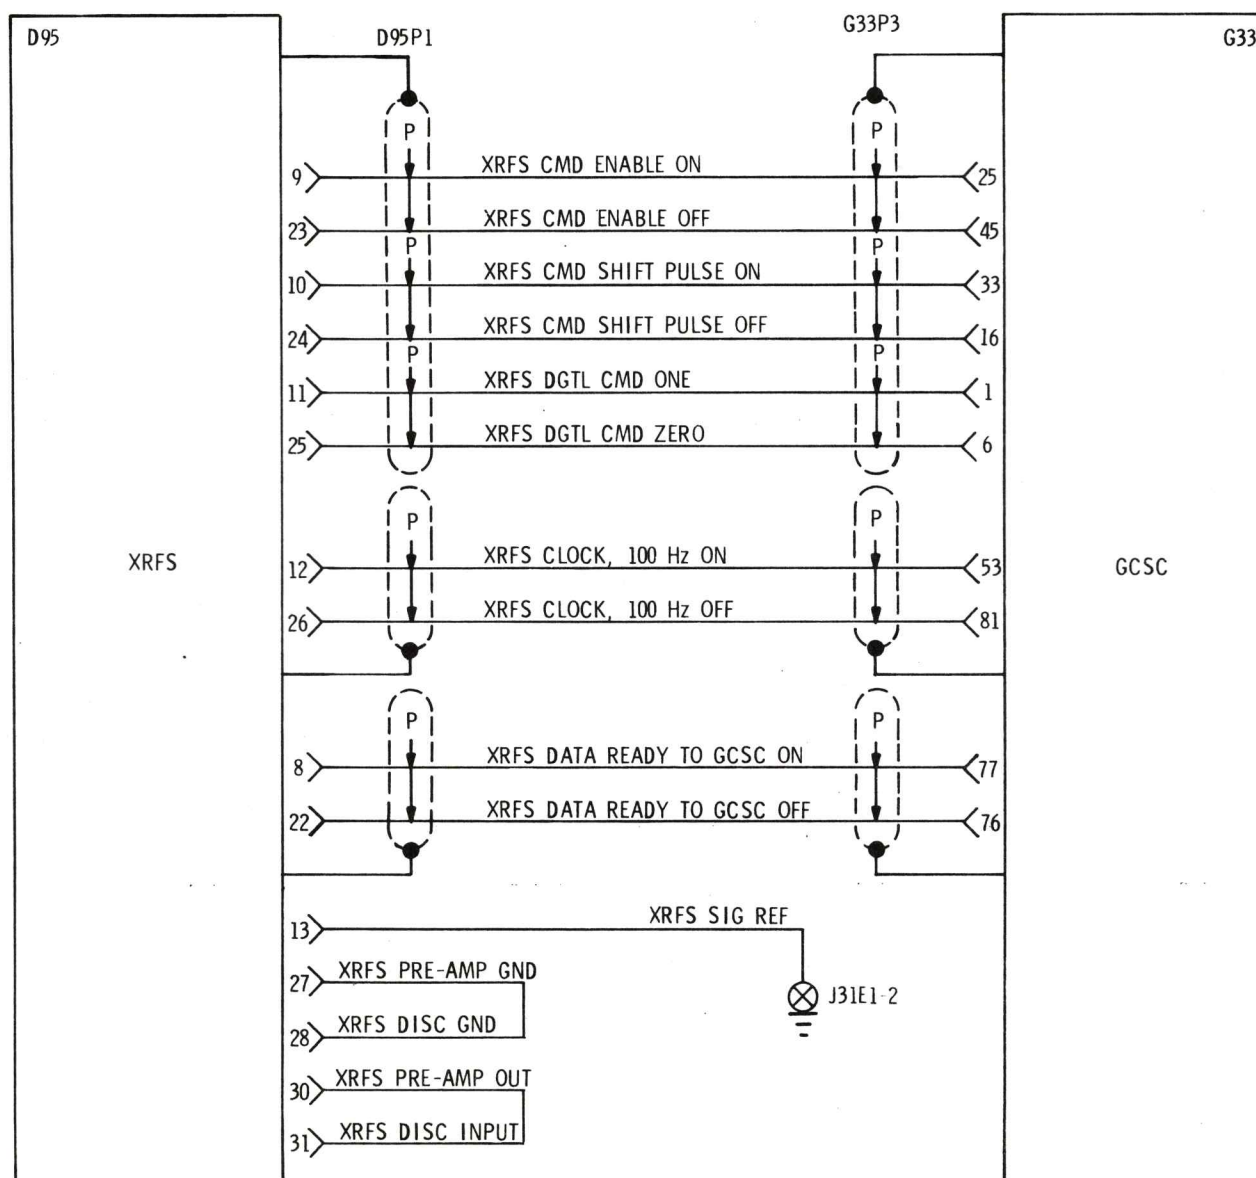 D95 D95P1 G33P3 G33
P P
9 XRFS CMD ENABLE ON 25
23 XRFS CMD ENABLE OFF 45
P P
10 XRFS CMD SHIFT PULSE ON 33
24 XRFS CMD SHIFT PULSE OFF 16
P P
11 XRFS DGTL CMD ONE 1
25 XRFS DGTL CMD ZERO 6
P P
XRFS 12 XRFS CLOCK, 100 Hz ON 53 GCSC
26 XRFS CLOCK, 100 Hz OFF 81
P P
8 XRFS DATA READY TO GCSC ON 77
22 XRFS DATA READY TO GCSC OFF 76
13 XRFS SIG REF
27 XRFS PRE-AMP GND
J31E1-2
28 XRFS DISC GND
30 XRFS PRE-AMP OUT
31 XRFS DISC INPUT